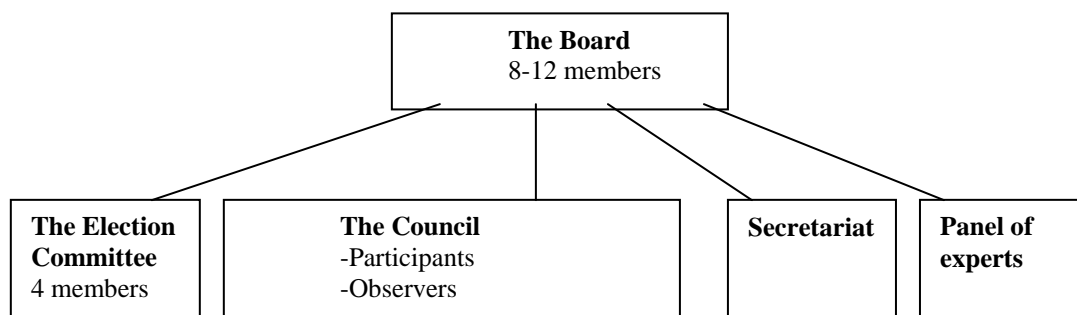 The Board
8-12 members
The Election
Committee
4 members
The Council
-Participants
-Observers
Secretariat
Panel of
experts